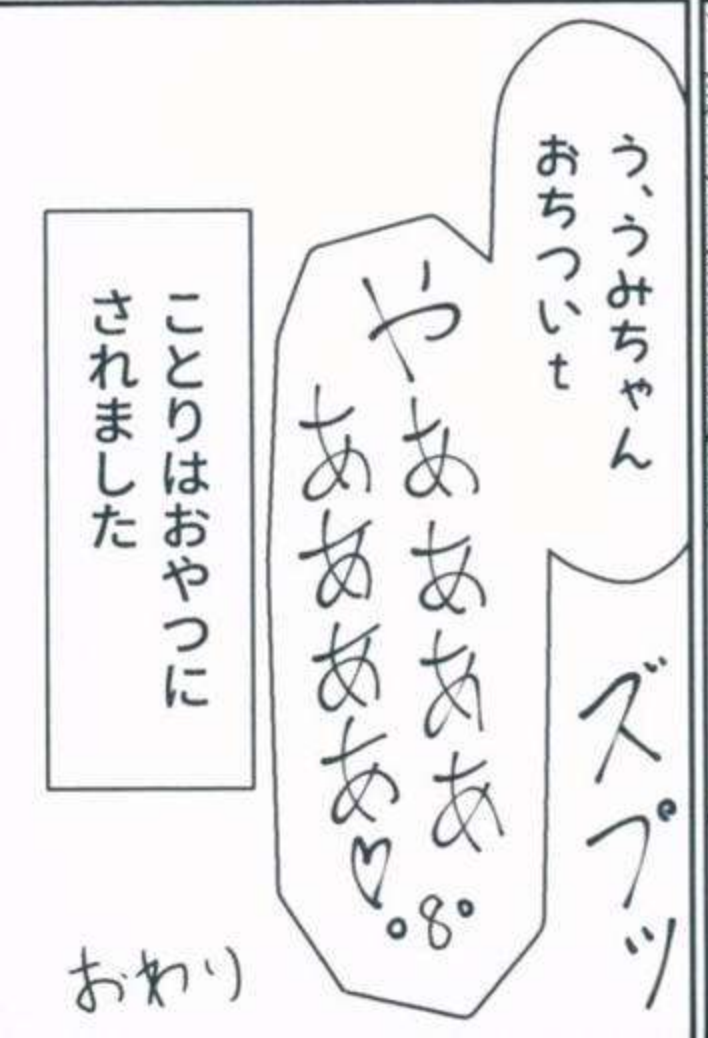 う、うみちゃん
おちついt
ズプッ
やああああ
ああああ♡
ことりはおやつに
されました
おわり